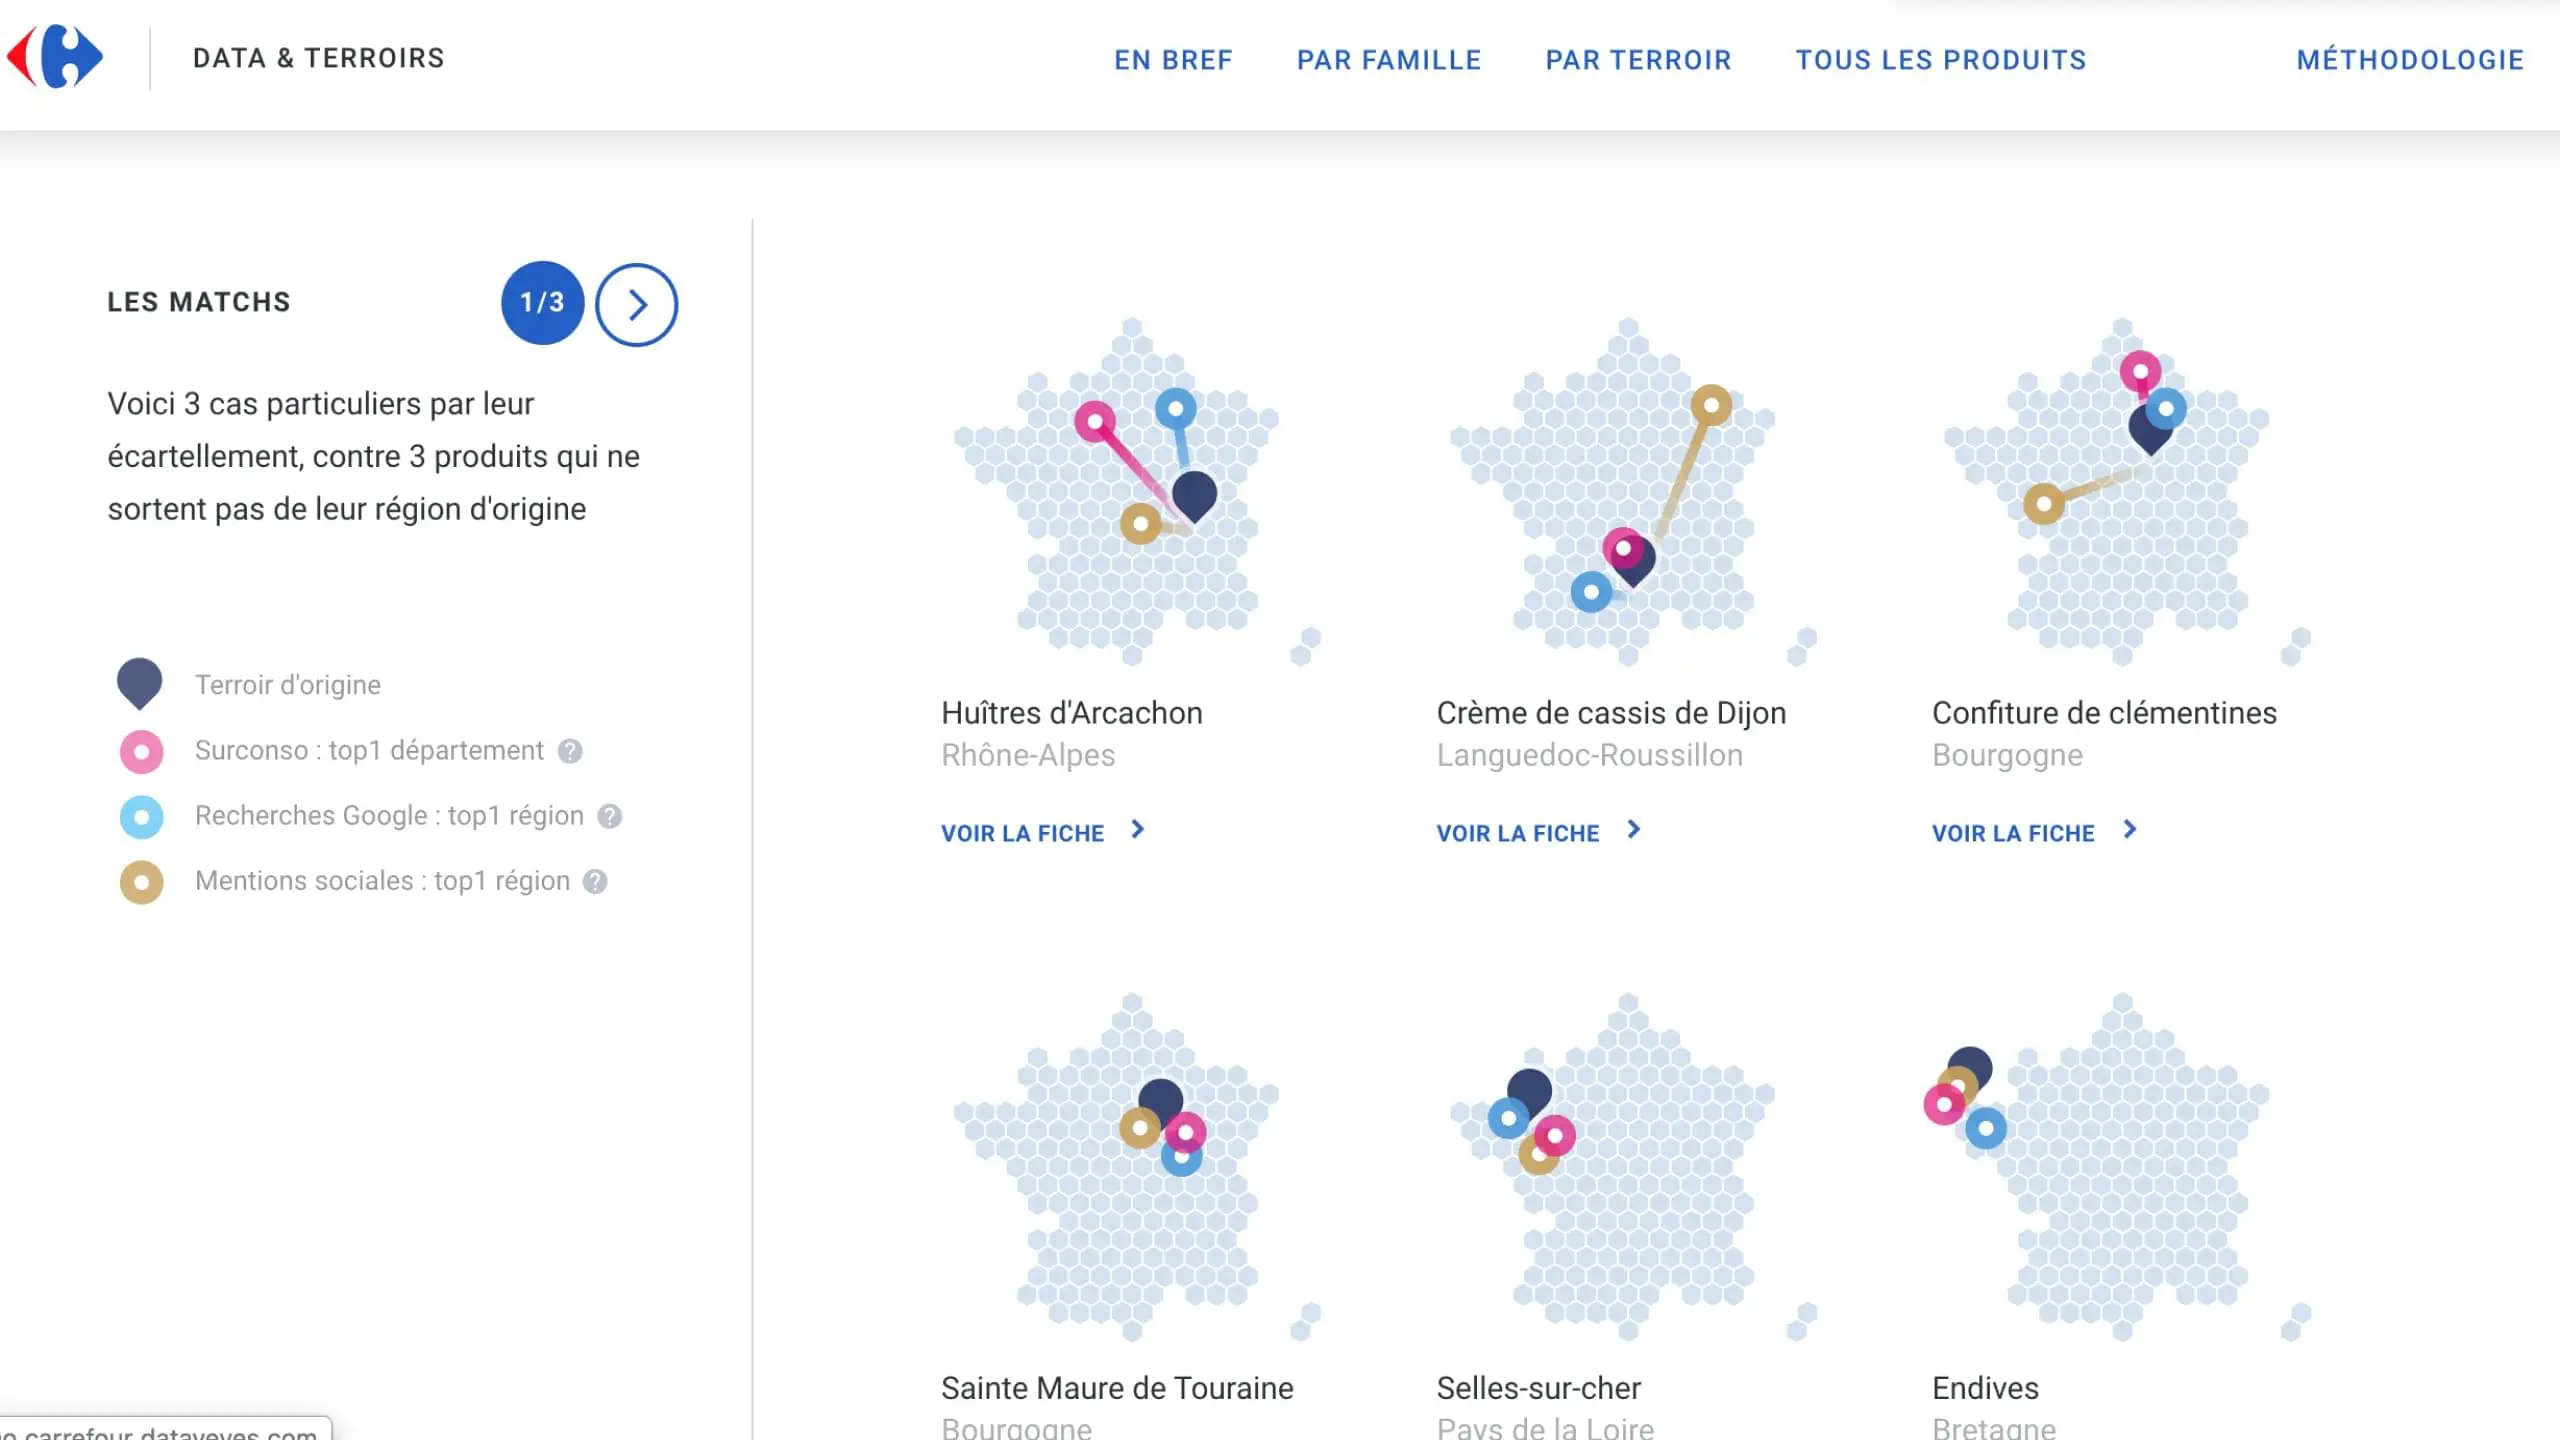 DATA & TERROIRS
EN BREF
PAR FAMILLE
PAR TERROIR
TOUS LES PRODUITS
MÉTHODOLOGIE
LES MATCHS
1/3
Voici 3 cas particuliers par leur
écartellement, contre 3 produits qui ne
sortent pas de leur région d'origine
Terroir d'origine
Surconso : top1 département ?
Recherches Google : top1 région ?
Mentions sociales : top1 région ?
Huîtres d'Arcachon
Rhône-Alpes
VOIR LA FICHE
Crème de cassis de Dijon
Languedoc-Roussillon
VOIR LA FICHE
Confiture de clémentines
Bourgogne
VOIR LA FICHE
Sainte Maure de Touraine
Bourgogne
Selles-sur-cher
Pays de la Loire
Endives
Bretagne
o.carrefour.dataveyes.com